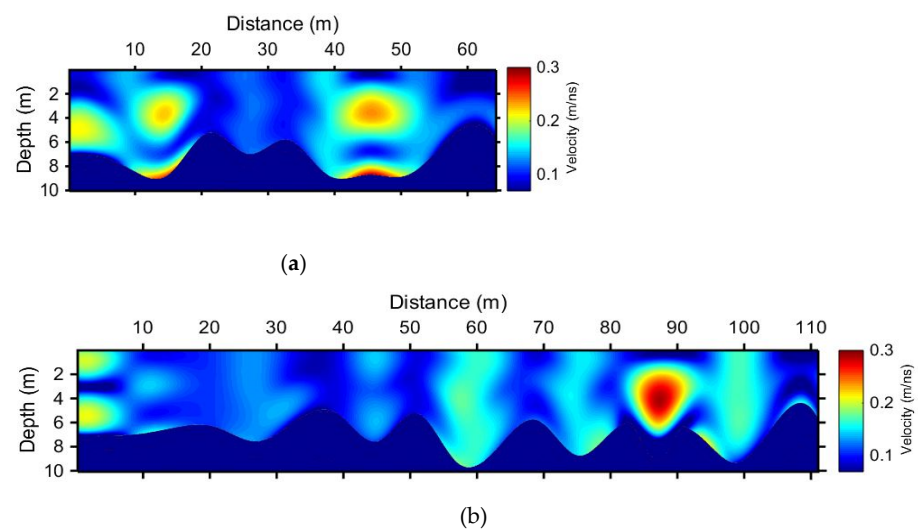 Distance (m)
10 20 30 40 50 60
Depth (m)
2
4
6
8
10
0.3
0.2
0.1
Velocity (m/ns)
(a)
Distance (m)
10 20 30 40 50 60 70 80 90 100 110
Depth (m)
2
4
6
8
10
0.3
0.2
0.1
Velocity (m/ns)
(b)